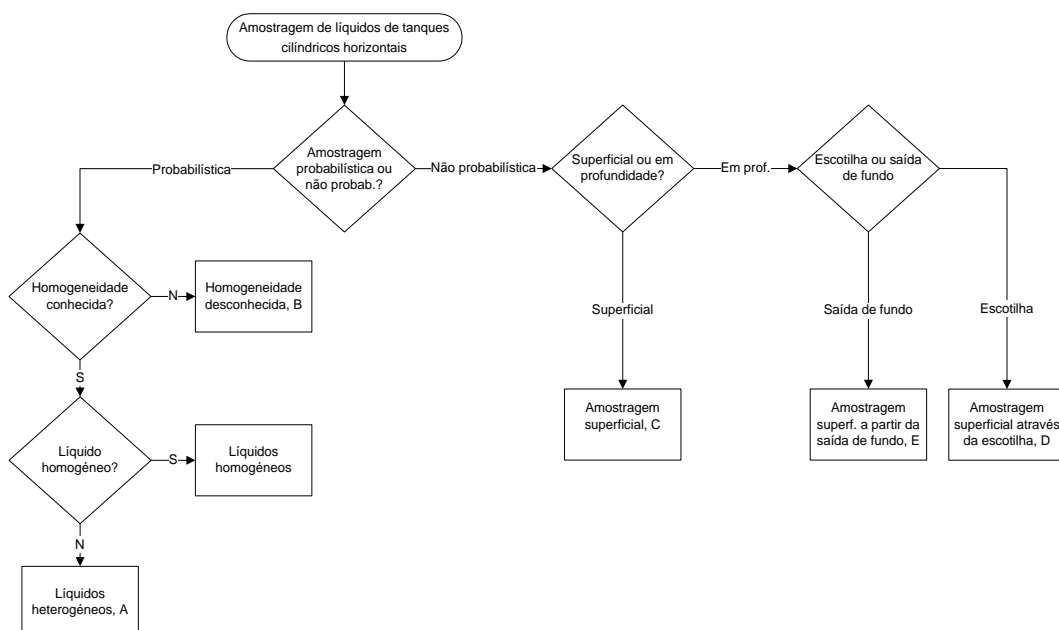 Amostragem de líquidos de tanques
cilíndricos horizontais
Amostragem
probabilística ou
não probab.?
Probabilística
Não probabilística
Superficial ou em
profundidade?
Em prof.
Escotilha ou saída
de fundo
Homogeneidade
conhecida?
N
Homogeneidade
desconhecida, B
Superficial
Saída de fundo
Escotilha
S
Líquido
homogéneo?
S
Líquidos
homogéneos
Amostragem
superficial, C
Amostragem
superf. a partir da
saída de fundo, E
Amostragem
superficial através
da escotilha, D
N
Líquidos
heterogéneos, A